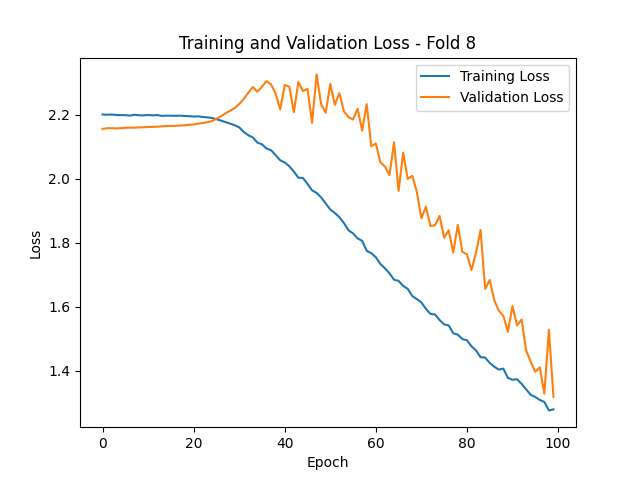 Training and Validation Loss - Fold 8
Training Loss
Validation Loss
Loss
2.2
2.0
1.8
1.6
1.4
0 20 40 60 80 100
Epoch